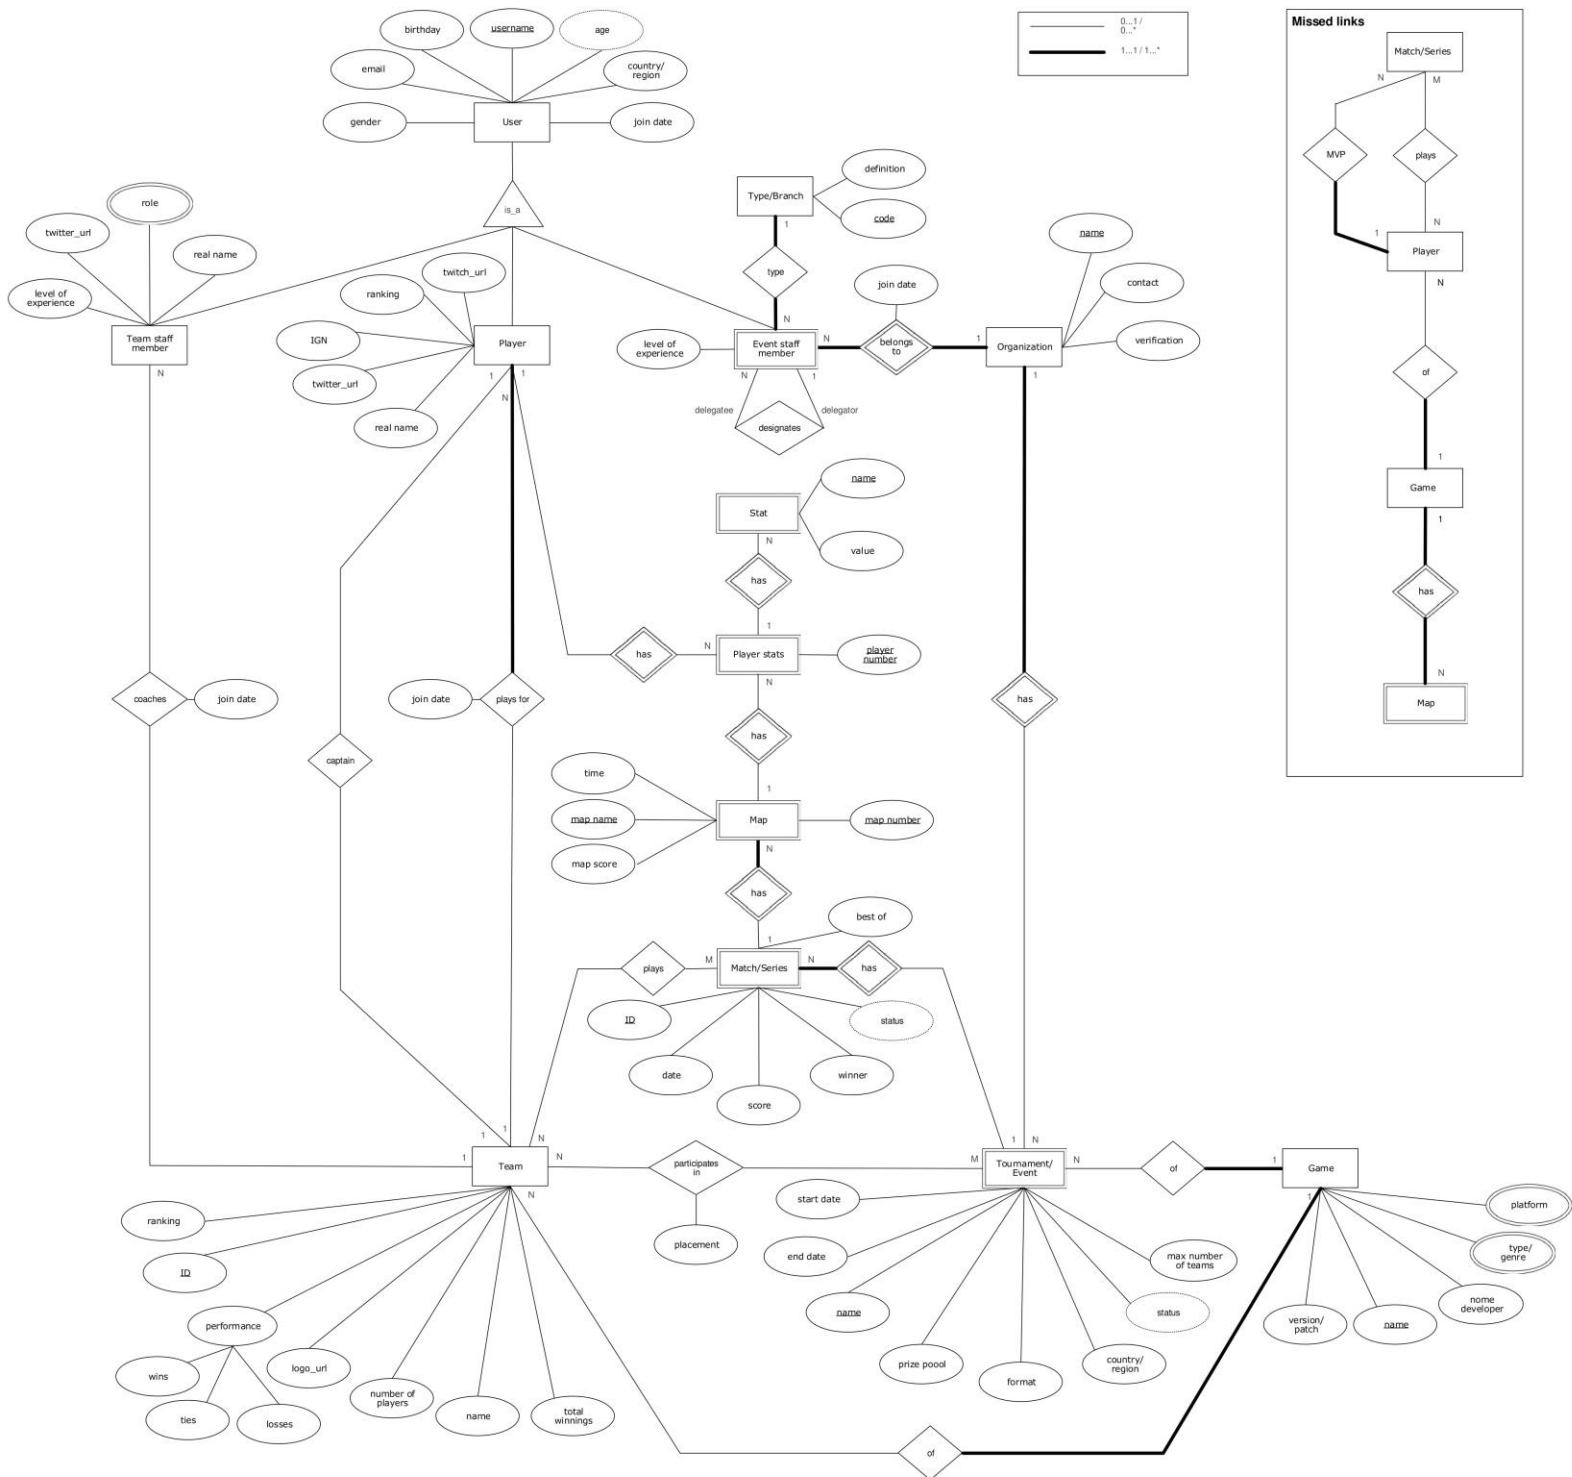 birthday
username
age
email
country/
region
gender
User
join date
0...1 /
0...*
1...1 / 1...*
is_a
role
twitter_url
real name
level of
experience
Team staff
member
N
twitch_url
ranking
IGN
Player
twitter_url
real name
1
1
N
Type/Branch
definition
code
1
type
N
level of
experience
Event staff
member
N
join date
belongs
to
1
Organization
name
contact
verification
1
N
1
delegatee
delegator
designates
Stat
name
value
N
has
1
has
N
Player stats
player
number
N
has
1
time
map name
map score
Map
map number
N
has
1
best of
plays
M
Match/Series
N
has
ID
status
date
winner
score
coaches
join date
captain
join date
plays for
has
1
1
1
N
Team
N
N
participates
in
placement
M
1
N
Tournament/
Event
N
of
1
Game
1
ranking
ID
performance
wins
ties
losses
logo_url
number of
players
name
total
winnings
start date
end date
name
prize poool
format
country/
region
status
max number
of teams
platform
type/
genre
nome
developer
name
version/
patch
of
Missed links
Match/Series
N
M
MVP
plays
1
N
Player
N
of
1
Game
1
has
N
Map